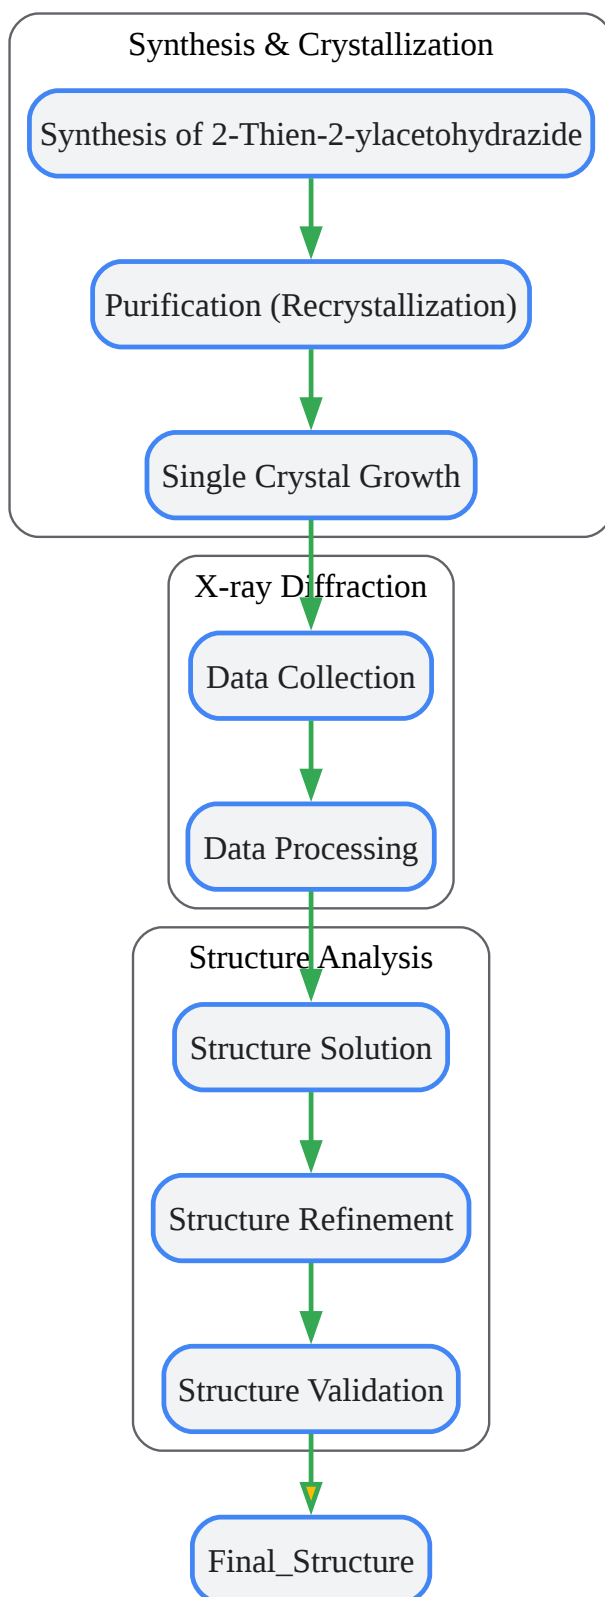 Synthesis & Crystallization
Synthesis of 2-Thien-2-ylacetohydrazide
Purification (Recrystallization)
Single Crystal Growth
X-ray Diffraction
Data Collection
Data Processing
Structure Analysis
Structure Solution
Structure Refinement
Structure Validation
Final_Structure